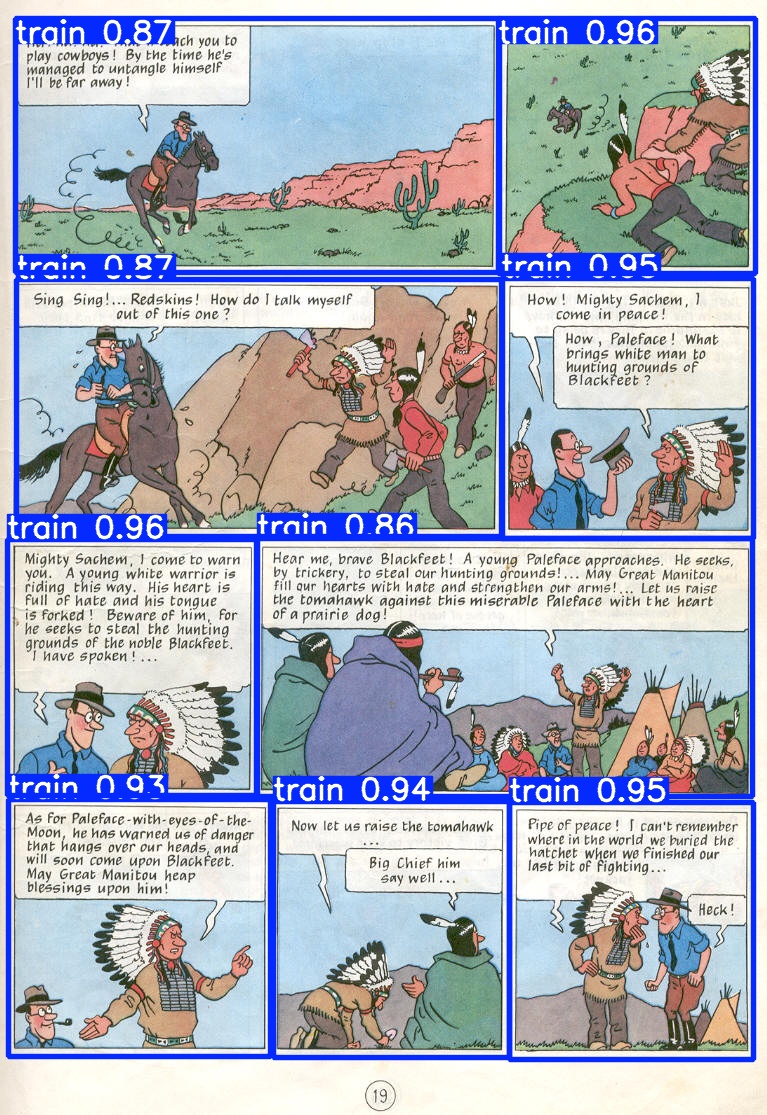 train 0.87
play cowboys! By the time he's
managed to untangle himself
I'll be far away!
train 0.96
train 0.87
Sing Sing!... Redskins! How do I talk myself
out of this one?
train 0.95
How! Mighty Sachem, I
come in peace!
How, Paleface! What
brings white man to
hunting grounds of
Blackfeet?
train 0.96
Mighty Sachem, I come to warn
you. A young white warrior is
riding this way. His heart is
full of hate and his tongue
is forked! Beware of him, for
he seeks to steal the hunting
grounds of the noble Blackfeet.
I have spoken!...
train 0.86
Hear me, brave Blackfeet! A young Paleface approaches. He seeks,
by trickery, to steal our hunting grounds!... May Great Manitou
fill our hearts with hate and strengthen our arms!... Let us raise
the tomahawk against this miserable Paleface with the heart
of a prairie dog!
train 0.93
As for Paleface-with-eyes-of-the-
Moon, he has warned us of danger
that hangs over our heads, and
will soon come upon Blackfeet.
May Great Manitou heap
blessings upon him!
train 0.94
Now let us raise the tomahawk
...
Big Chief him
say well...
train 0.95
Pipe of peace! I can't remember
where in the world we buried the
hatchet when we finished our
last bit of fighting...
Heck!
19